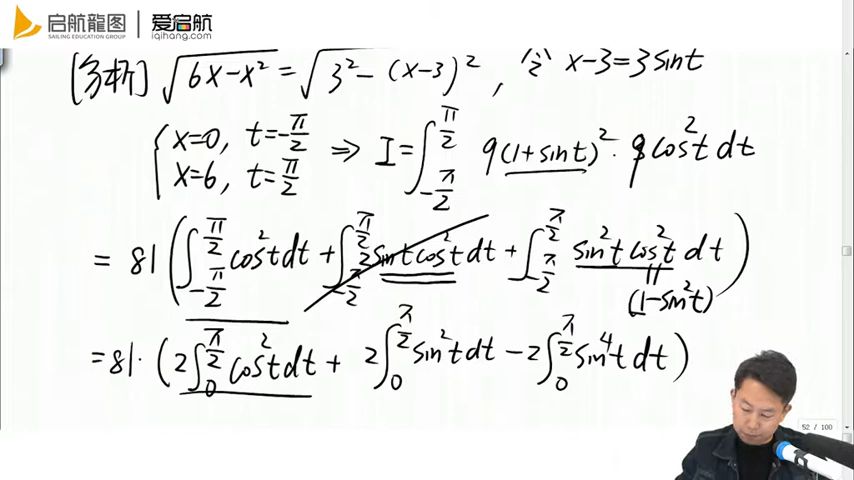 启航龍图 爱启航
SAILING EDUCATION GROUP iqihang.com
[分析] √(6x-x²) = √(3²-(x-3)²), 令 x-3=3sint
{x=0, t=-π/2
x=6, t=π/2 ⇒ I=∫_{-π/2}^{π/2} 9(1+sint)²·9cos²t dt
=81(∫_{-π/2}^{π/2} cos²t dt + ∫_{-π/2}^{π/2} 2sint cos²t dt + ∫_{-π/2}^{π/2} sin²t cos²t dt)
(1-sin²t)
=81·(2∫_0^{π/2} cos²t dt + 2∫_0^{π/2} sin²t dt - 2∫_0^{π/2} sin⁴t dt)
52 / 100